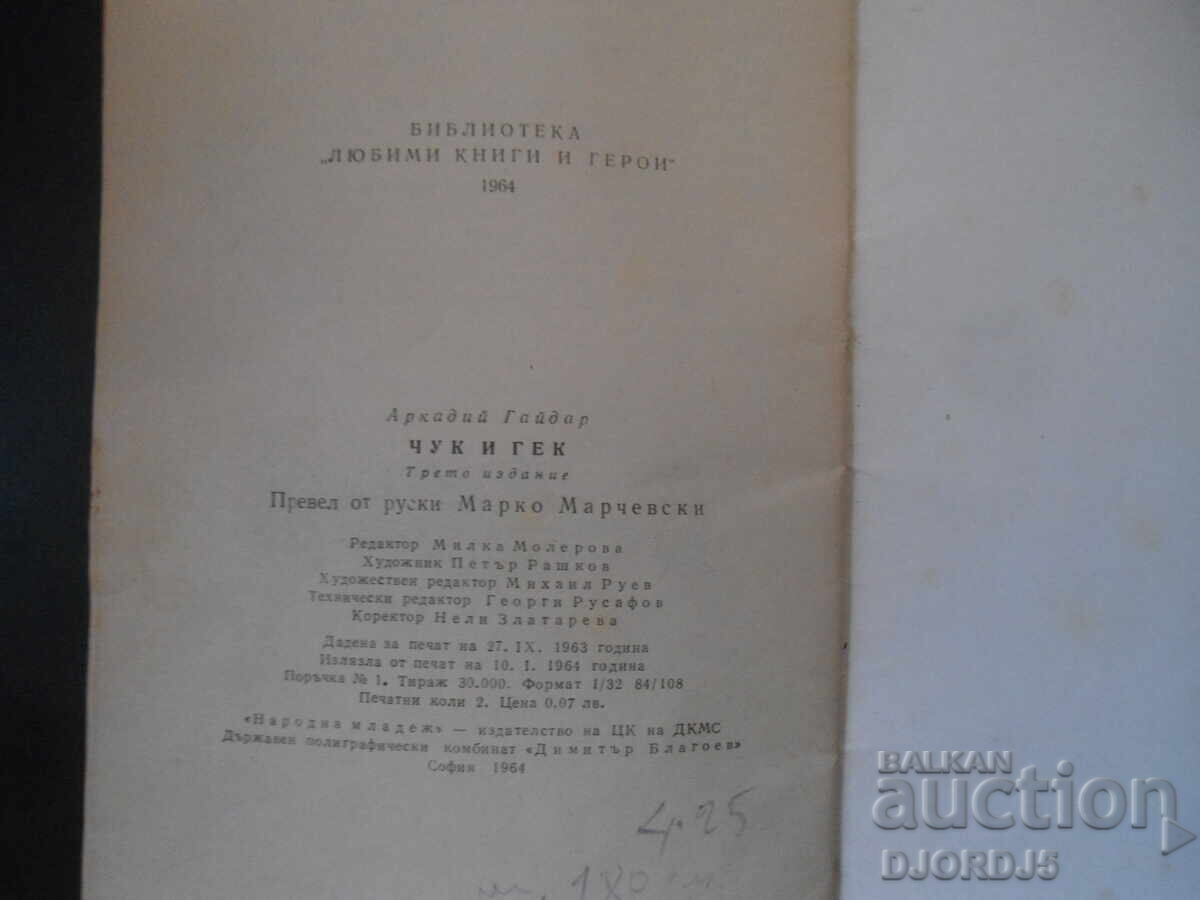 БИБЛИОТЕКА
„ЛЮБИМИ КНИГИ И ГЕРОИ“
1964
Аркадий Гайдар
ЧУК И ГЕК
Трето издание
Превел от руски Марко Марчевски
Редактор Милка Молерова
Художник Петър Рашков
Художествен редактор Михаил Руев
Технически редактор Георги Русафов
Коректор Нели Златарева
Дадена за печат на 27. IX. 1963 година
Излязла от печат на 10. I. 1964 година
Поръчка № 1. Тираж 30.000. Формат 1/32 84/108
Печатни коли 2. Цена 0.07 лв.
«Народна младеж» — издателство на ЦК на ДКМС
Държавен полиграфически комбинат «Димитър Благоев»
София 1964
4.25
180
BALKAN
auction
DJORDJ5